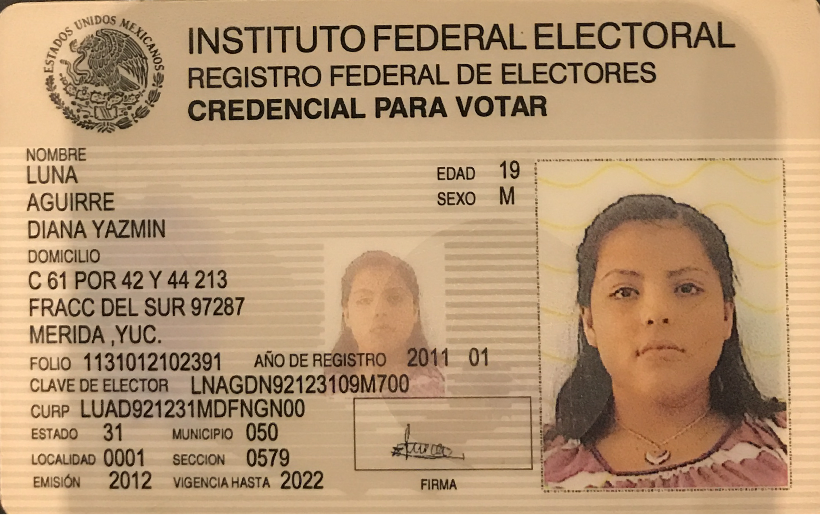 ESTADOS UNIDOS MEXICANOS
INSTITUTO FEDERAL ELECTORAL
REGISTRO FEDERAL DE ELECTORES
CREDENCIAL PARA VOTAR
NOMBRE
LUNA
AGUIRRE
DIANA YAZMIN
EDAD 19
SEXO M
DOMICILIO
C 61 POR 42 Y 44 213
FRACC DEL SUR 97287
MERIDA ,YUC.
FOLIO 1131012102391 AÑO DE REGISTRO 2011 01
CLAVE DE ELECTOR LNAGDN92123109M700
CURP LUAD921231MDFNGN00
ESTADO 31 MUNICIPIO 050
LOCALIDAD 0001 SECCION 0579
EMISIÓN 2012 VIGENCIA HASTA 2022
FIRMA